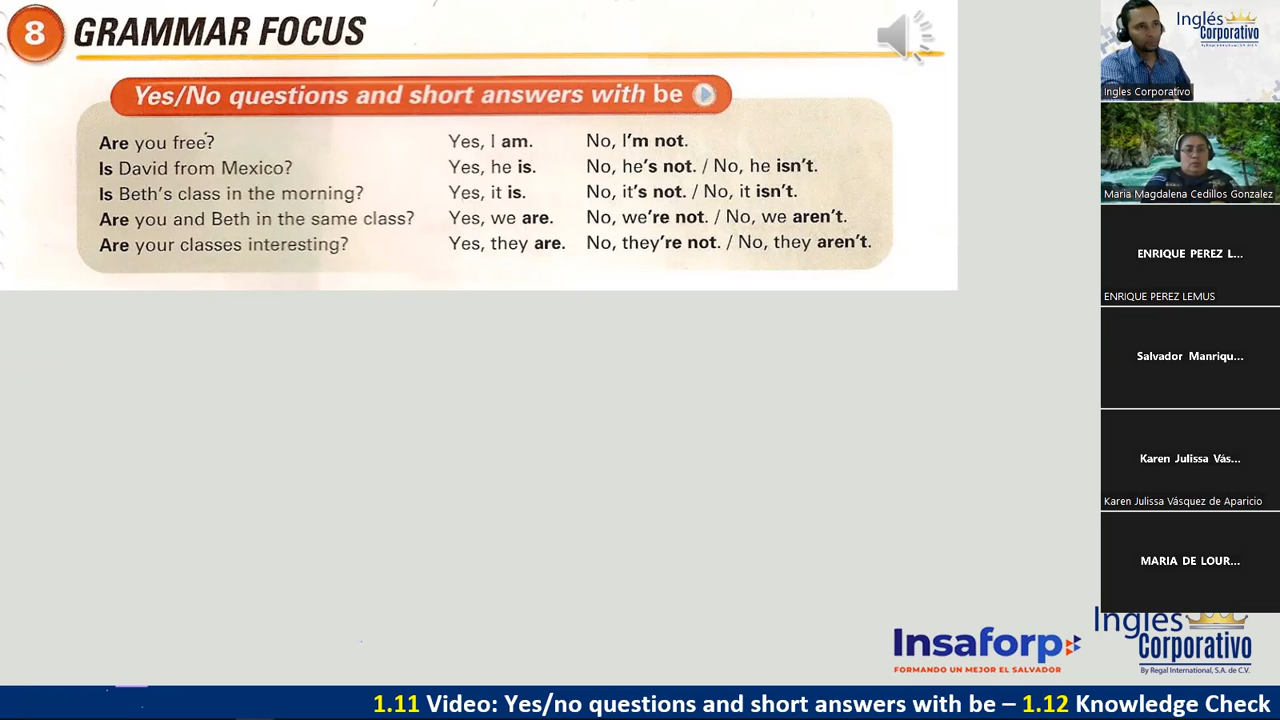 8 GRAMMAR FOCUS
Yes/No questions and short answers with be
Are you free? Yes, I am. No, I'm not.
Is David from Mexico? Yes, he is. No, he's not. / No, he isn't.
Is Beth's class in the morning? Yes, it is. No, it's not. / No, it isn't.
Are you and Beth in the same class? Yes, we are. No, we're not. / No, we aren't.
Are your classes interesting? Yes, they are. No, they're not. / No, they aren't.
Inglés
Corporativo
By Regal International, S.A. de C.V.
Ingles Corporativo
Maria Magdalena Cedillos Gonzalez
ENRIQUE PEREZ L...
ENRIQUE PEREZ LEMUS
Salvador Manriqu...
Karen Julissa Vás...
Karen Julissa Vásquez de Aparicio
MARIA DE LOUR...
Insaforp
FORMANDO UN MEJOR EL SALVADOR
Inglés
Corporativo
By Regal International, S.A. de C.V.
1.11 Video: Yes/no questions and short answers with be – 1.12 Knowledge Check